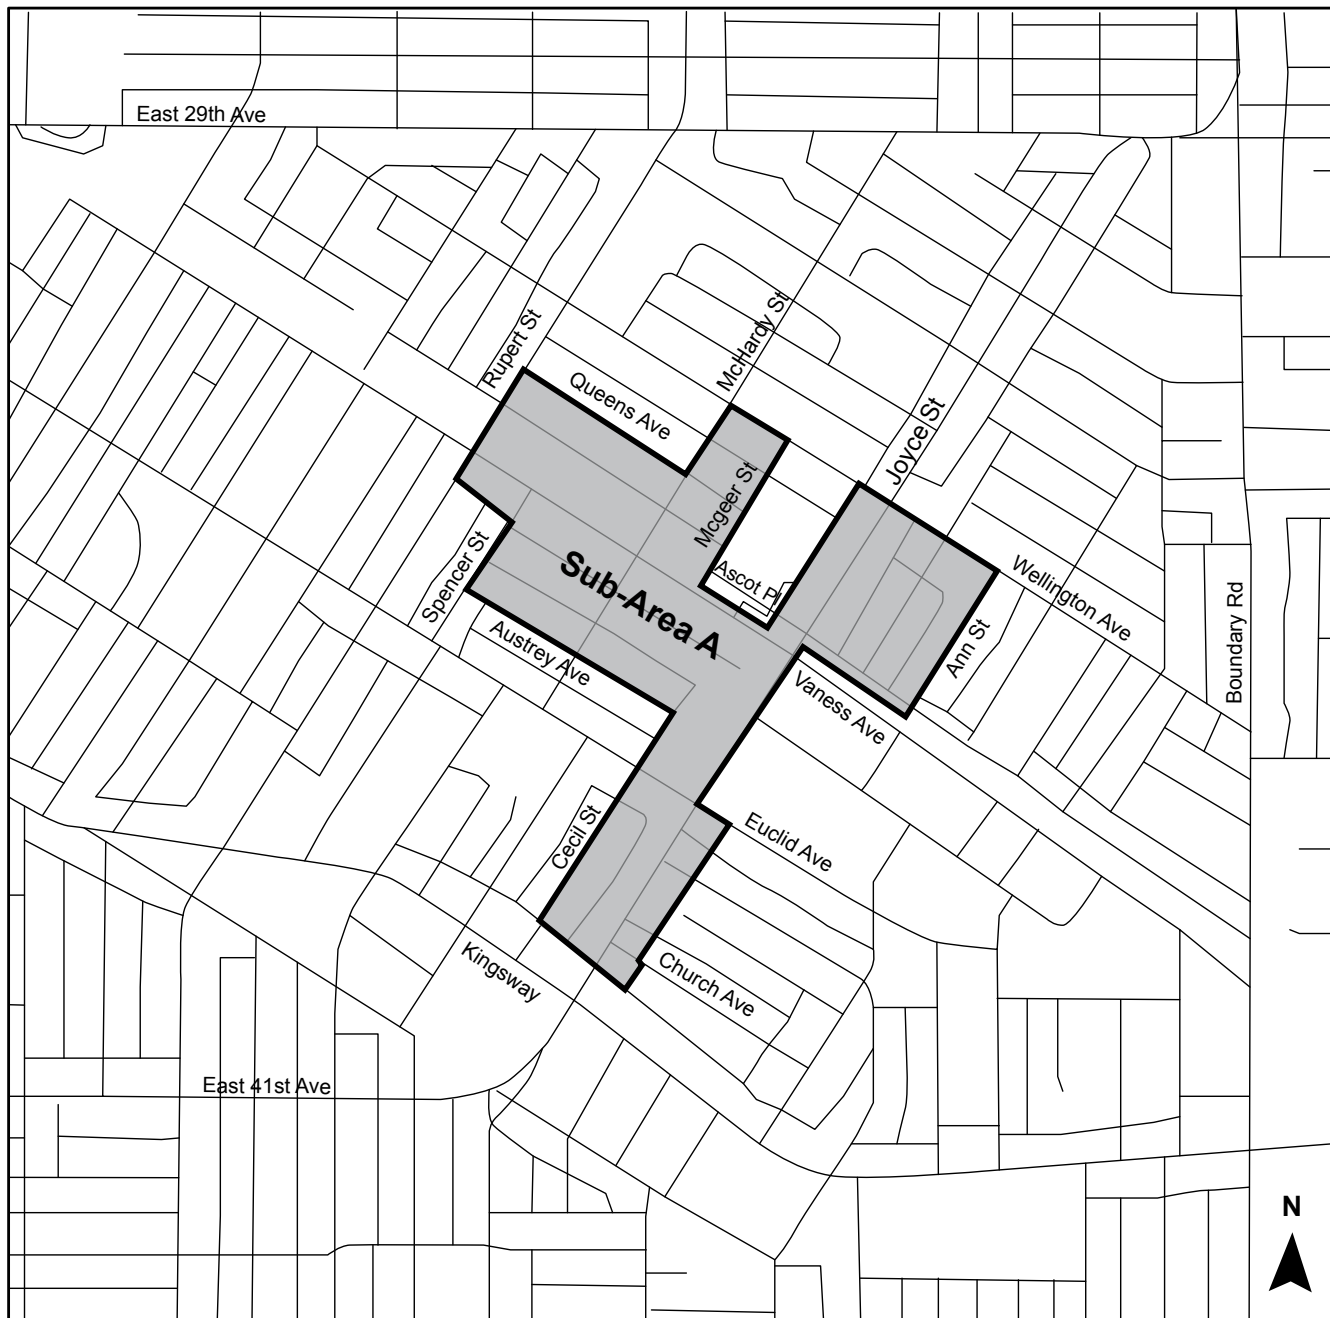 East 29th Ave
Rupert St
McHardy St
Queens Ave
Joyce St
Mcgeer St
Spencer St
Sub-Area A
Ascot Pl
Wellington Ave
Boundary Rd
Ann St
Austrey Ave
Vaness Ave
Cecil St
Euclid Ave
Kingsway
Church Ave
East 41st Ave
N